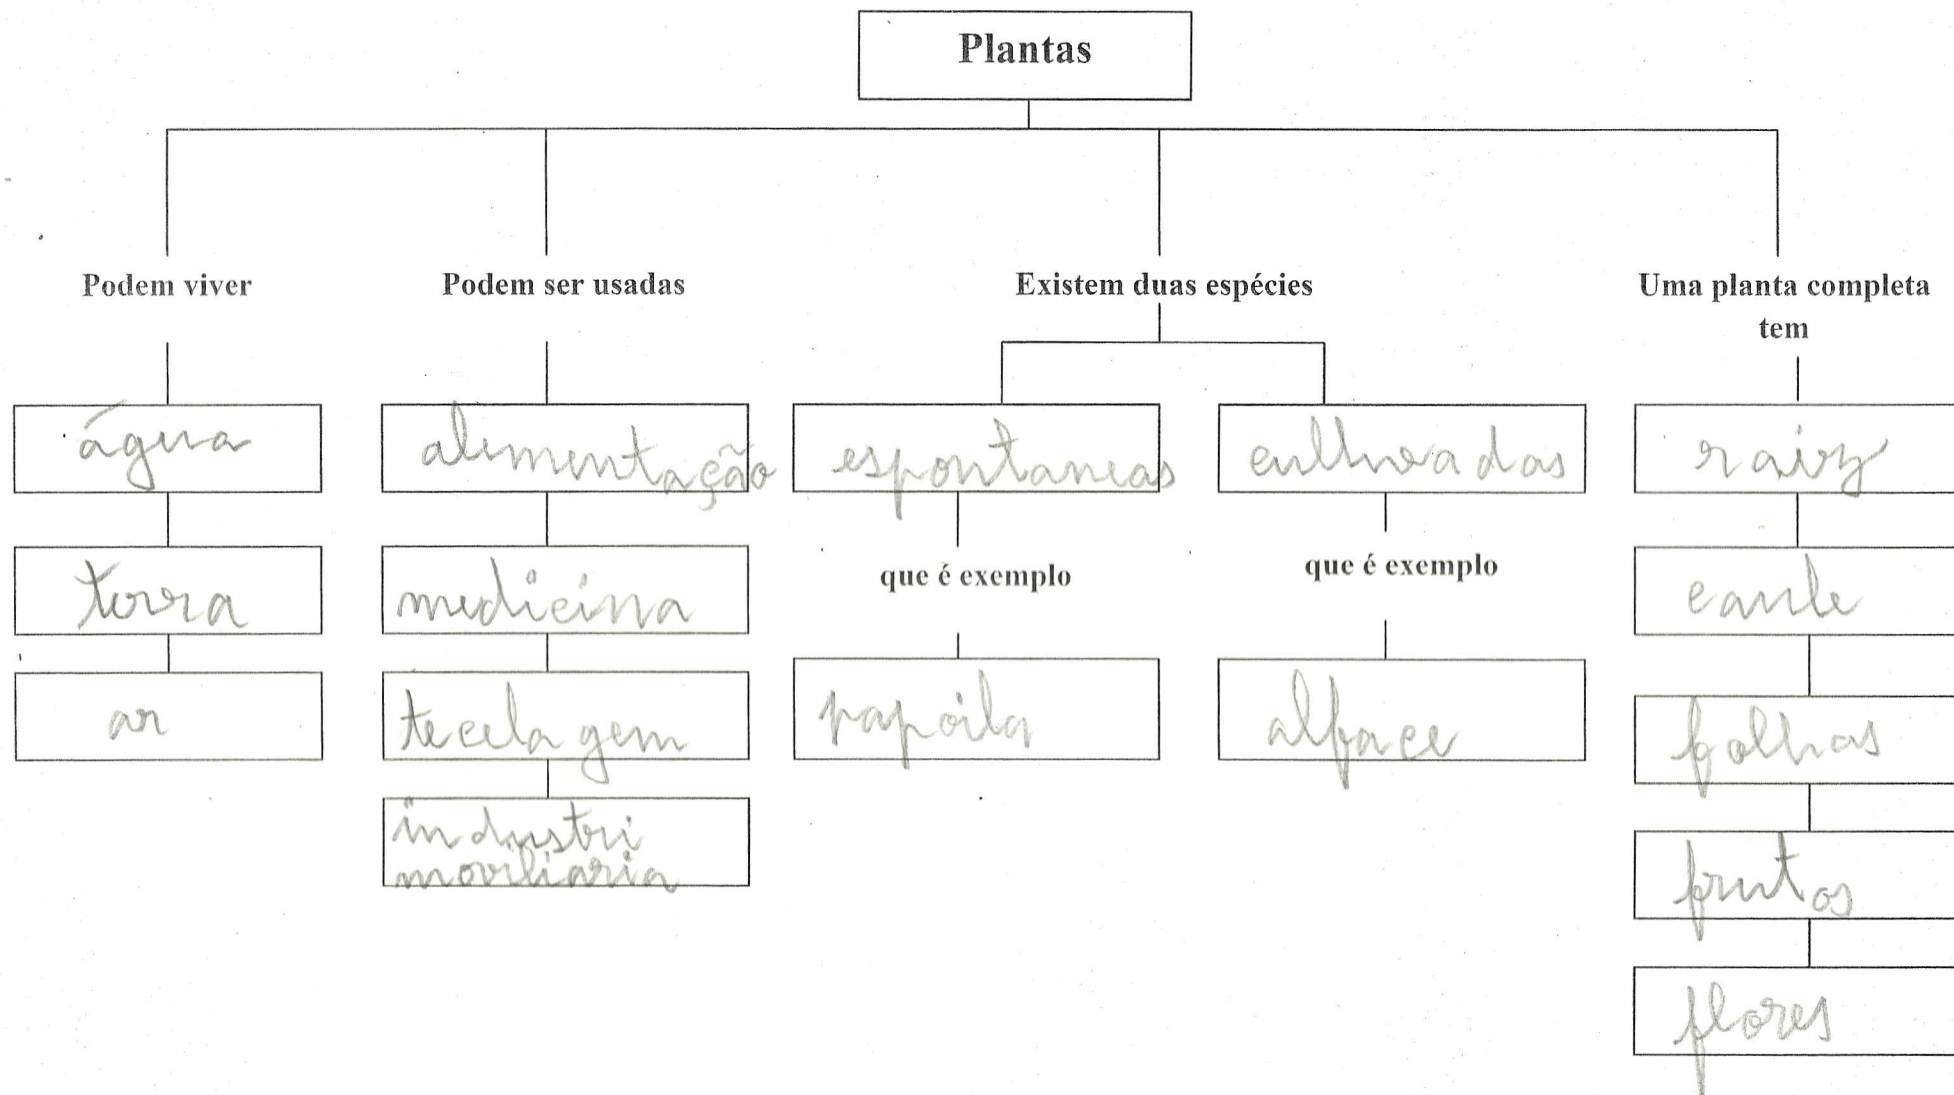 Plantas
Podem viver
água
terra
ar
Podem ser usadas
alimentação
medicina
tecelagem
industri
moviliaria
Existem duas espécies
espontaneas
que é exemplo
papoila
cultivadas
que é exemplo
alface
Uma planta completa
tem
raiz
caule
folhas
frutos
flores